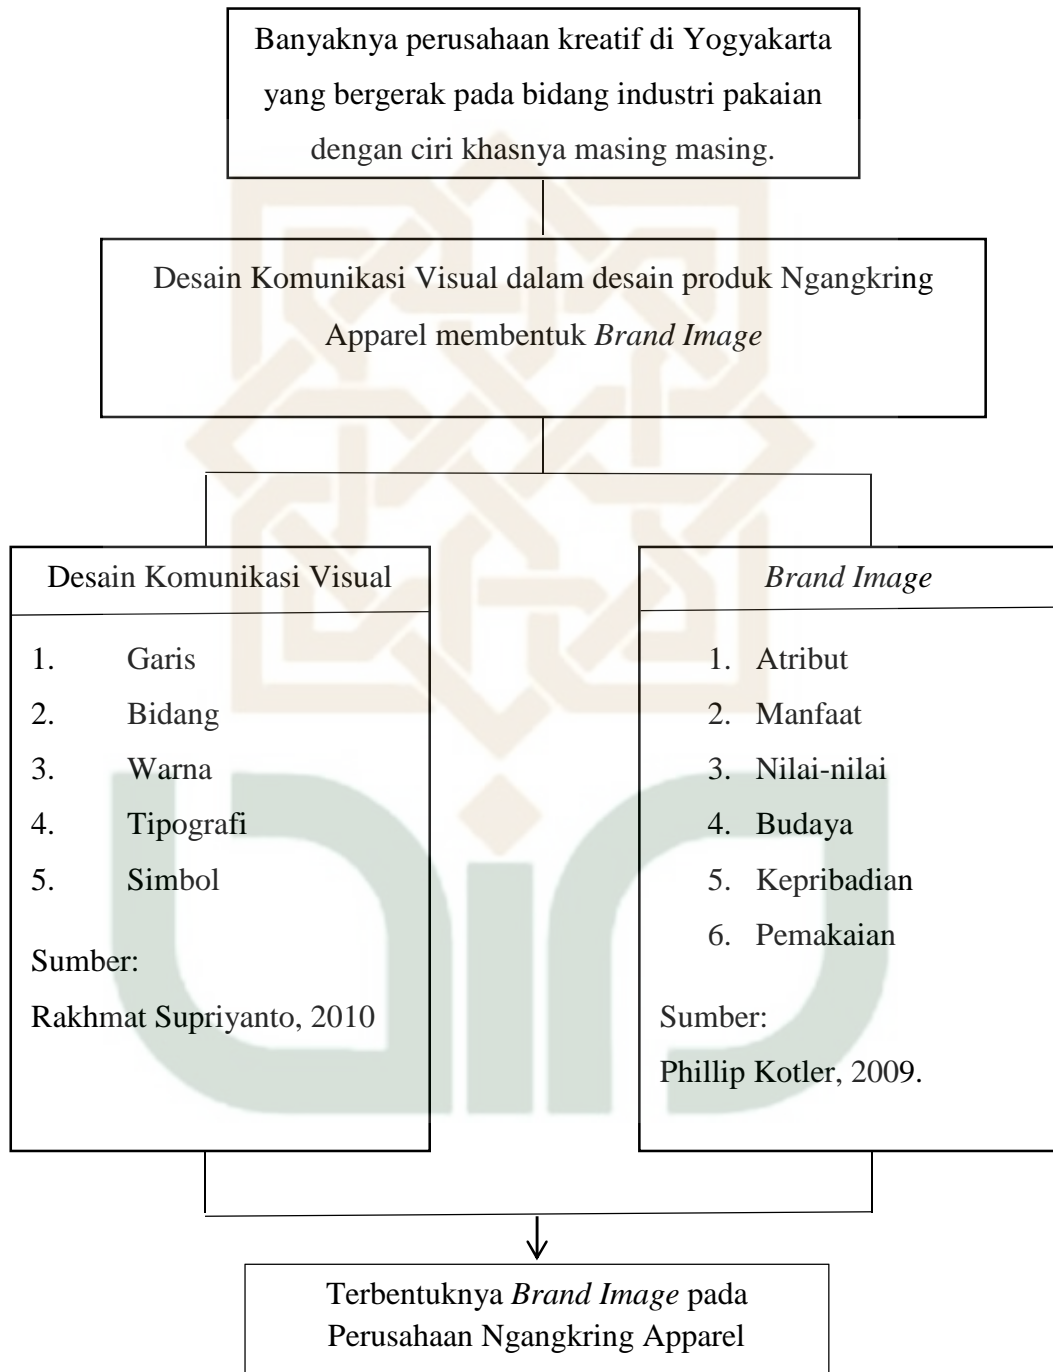 Banyaknya perusahaan kreatif di Yogyakarta
yang bergerak pada bidang industri pakaian
dengan ciri khasnya masing masing.
Desain Komunikasi Visual dalam desain produk Ngangkring
Apparel membentuk Brand Image
Desain Komunikasi Visual
1. Garis
2. Bidang
3. Warna
4. Tipografi
5. Simbol
Sumber:
Rakhmat Supriyanto, 2010
Brand Image
1. Atribut
2. Manfaat
3. Nilai-nilai
4. Budaya
5. Kepribadian
6. Pemakaian
Sumber:
Phillip Kotler, 2009.
Terbentuknya Brand Image pada
Perusahaan Ngangkring Apparel